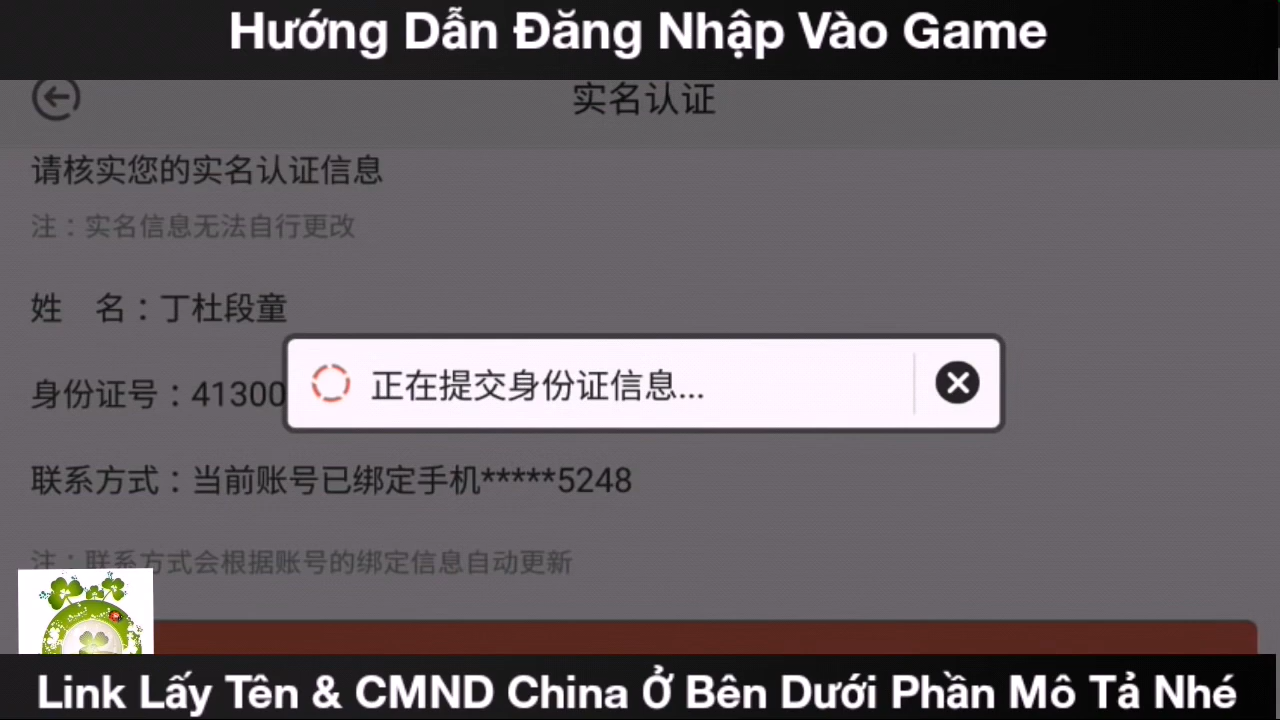 Hướng Dẫn Đăng Nhập Vào Game
实名认证
请核实您的实名认证信息
注：实名信息无法自行更改
姓 名：丁杜段童
身份证号：41300
正在提交身份证信息...
联系方式：当前账号已绑定手机*****5248
注：联系方式会根据账号的绑定信息自动更新
Link Lấy Tên & CMND China Ở Bên Dưới Phần Mô Tả Nhé